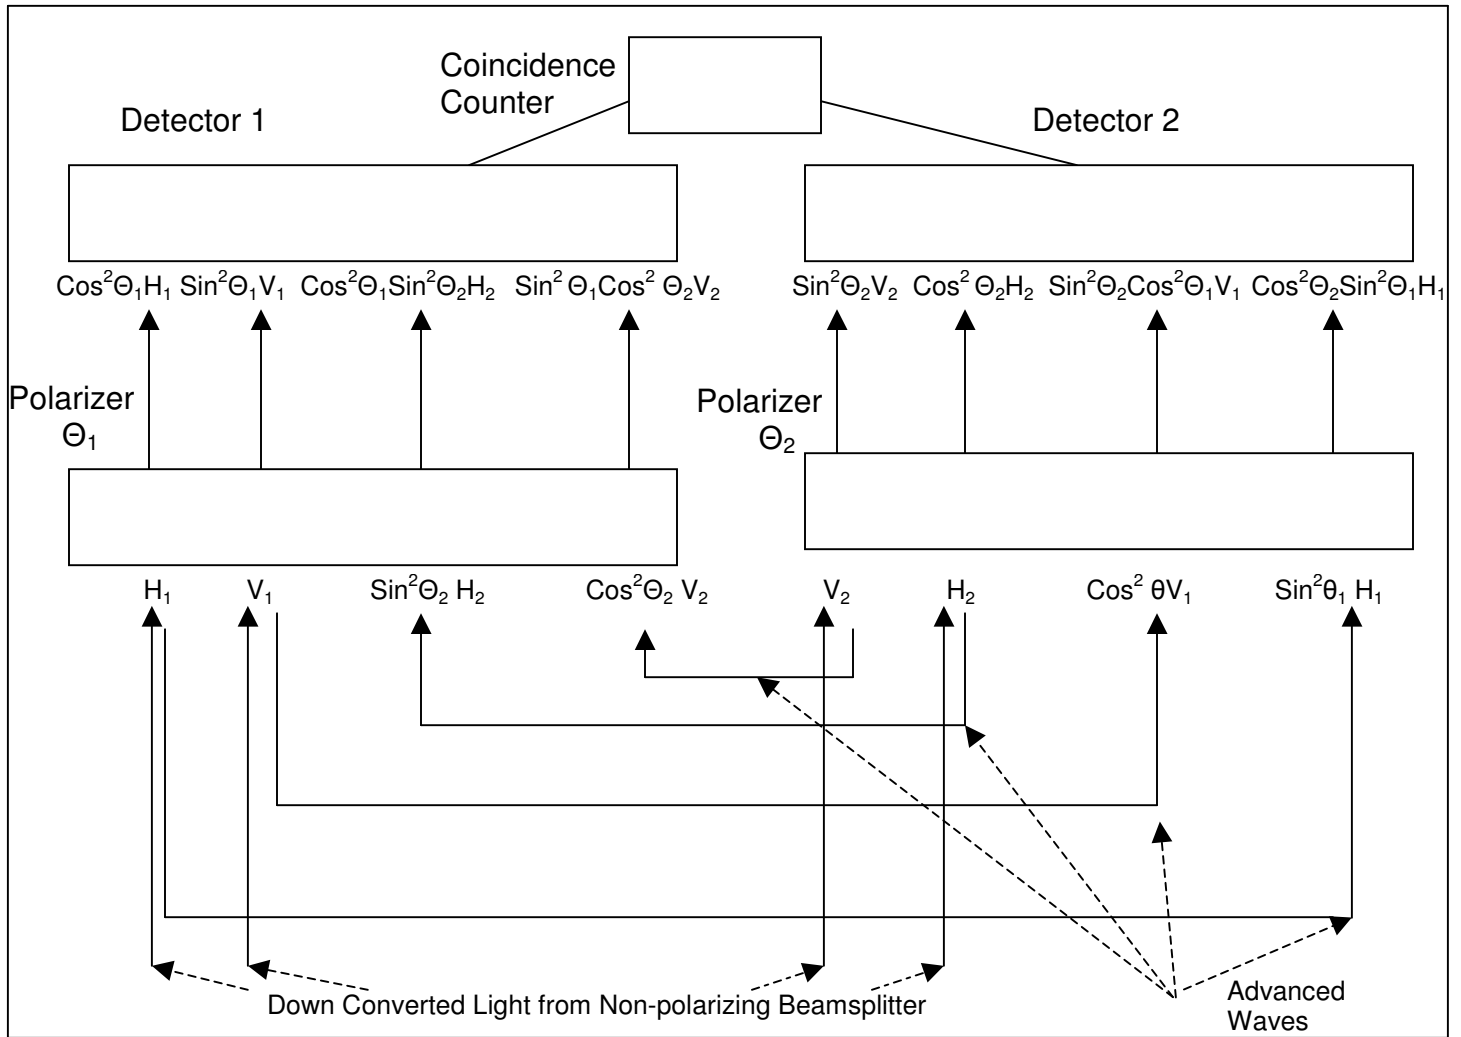 Coincidence
Counter
Detector 1
Detector 2
Cos²Θ₁H₁ Sin²Θ₁V₁ Cos²Θ₁Sin²Θ₂H₂ Sin² Θ₁Cos² Θ₂V₂
Sin²Θ₂V₂ Cos² Θ₂H₂ Sin²Θ₂Cos²Θ₁V₁ Cos²Θ₂Sin²Θ₁H₁
Polarizer
Θ₁
Polarizer
Θ₂
H₁ V₁ Sin²Θ₂ H₂ Cos²Θ₂ V₂ V₂ H₂ Cos² θV₁ Sin²θ₁ H₁
Down Converted Light from Non-polarizing Beamsplitter
Advanced
Waves